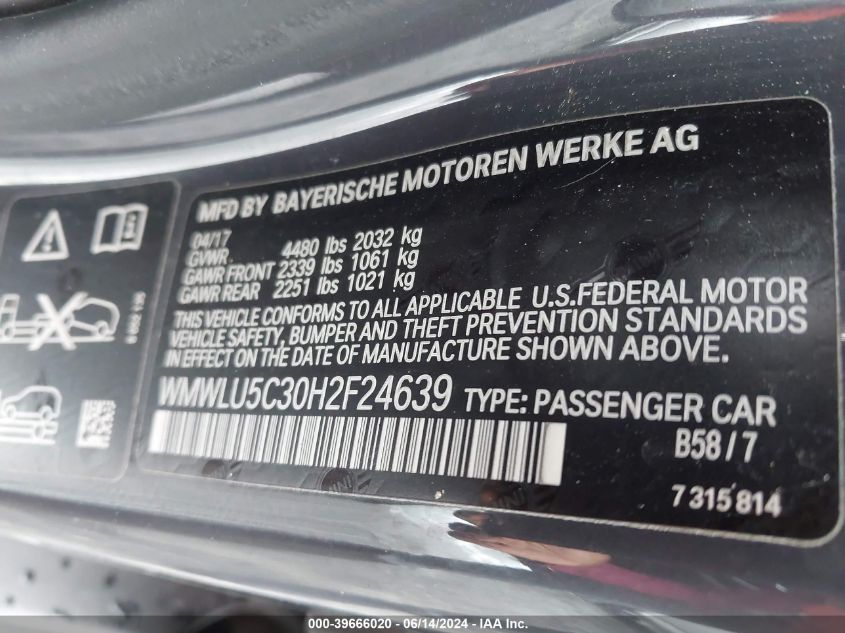 MFD BY BAYERISCHE MOTOREN WERKE AG
04/17
GVWR 4480 lbs 2032 kg
GAWR FRONT 2339 lbs 1061 kg
GAWR REAR 2251 lbs 1021 kg
THIS VEHICLE CONFORMS TO ALL APPLICABLE U.S.FEDERAL MOTOR
VEHICLE SAFETY, BUMPER AND THEFT PREVENTION STANDARDS
IN EFFECT ON THE DATE OF MANUFACTURE SHOWN ABOVE.
WMWLU5C30H2F24639 TYPE: PASSENGER CAR
B58/7
7 315 814
000-39666020 - 06/14/2024 - IAA Inc.